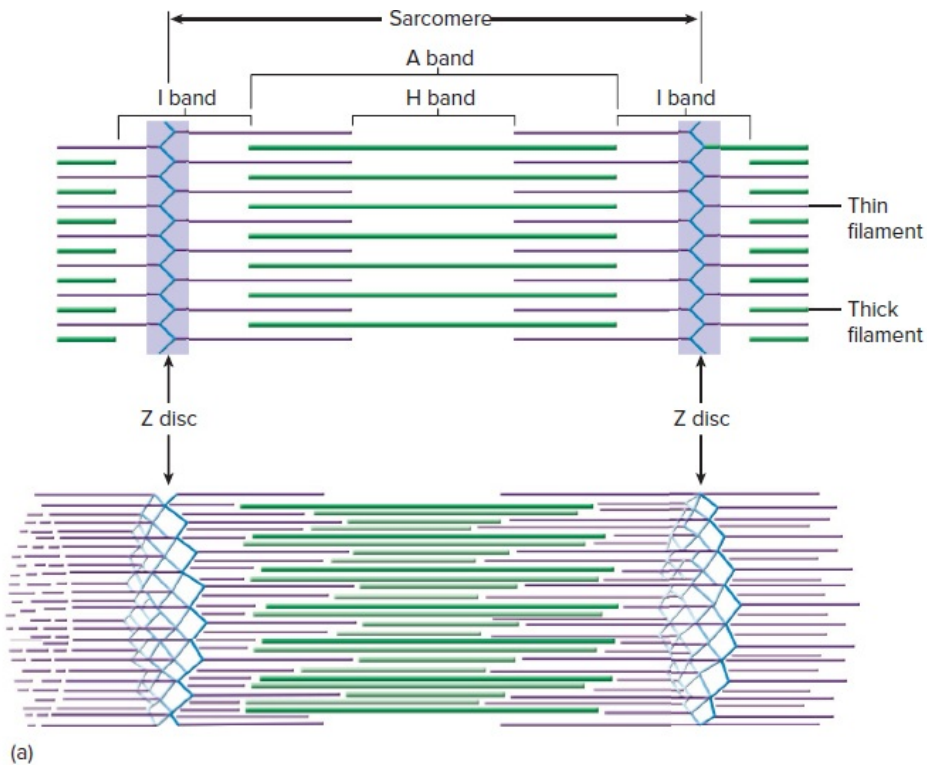 Sarcomere
A band
I band
H band
I band
Thin
filament
Thick
filament
Z disc
Z disc
(a)